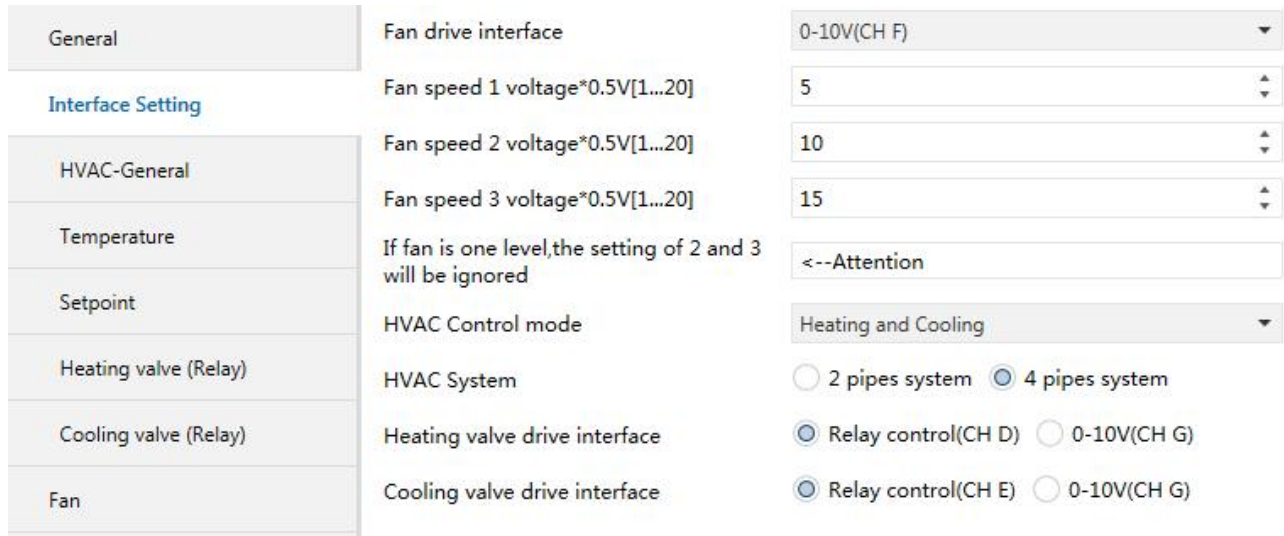 General
Interface Setting
HVAC-General
Temperature
Setpoint
Heating valve (Relay)
Cooling valve (Relay)
Fan
Fan drive interface
0-10V(CH F)
Fan speed 1 voltage*0.5V[1...20]
5
Fan speed 2 voltage*0.5V[1...20]
10
Fan speed 3 voltage*0.5V[1...20]
15
If fan is one level,the setting of 2 and 3
will be ignored
<--Attention
HVAC Control mode
Heating and Cooling
HVAC System
2 pipes system 4 pipes system
Heating valve drive interface
Relay control(CH D) 0-10V(CH G)
Cooling valve drive interface
Relay control(CH E) 0-10V(CH G)